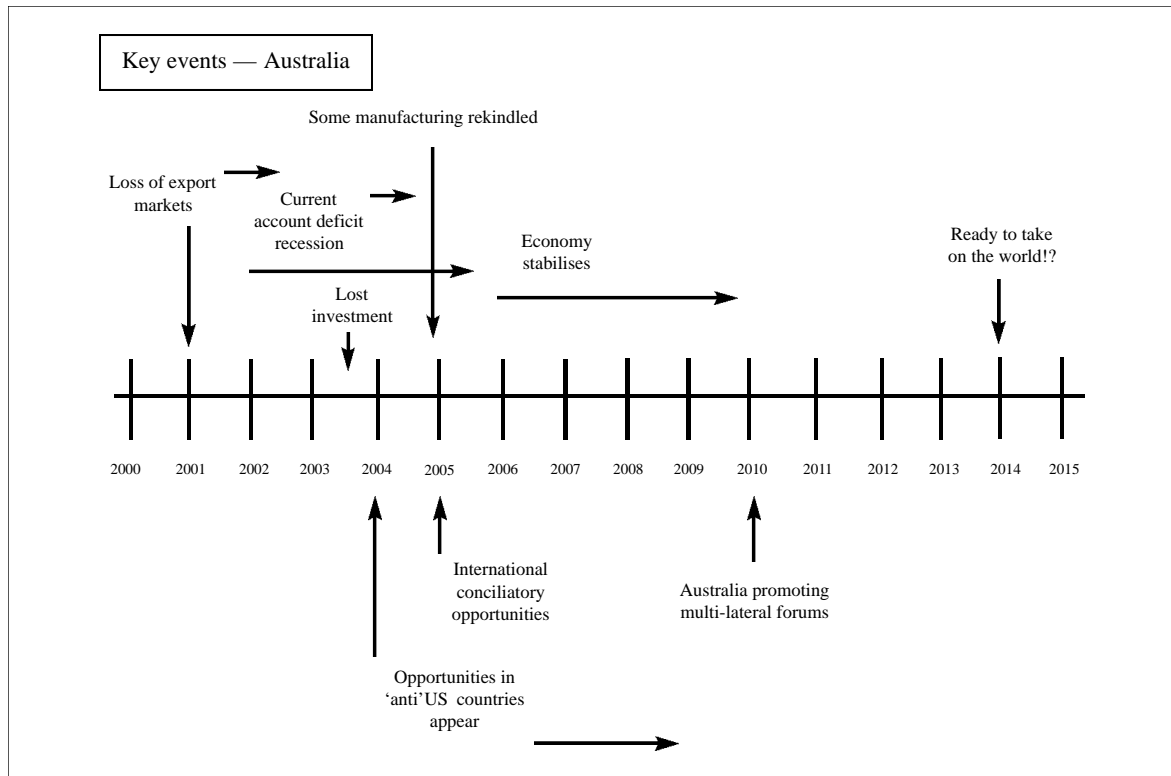 Key events — Australia
Some manufacturing rekindled
Loss of export
markets
Current
account deficit
recession
Economy
stabilises
Ready to take
on the world!?
Lost
investment
2000 2001 2002 2003 2004 2005 2006 2007 2008 2009 2010 2011 2012 2013 2014 2015
International
conciliatory
opportunities
Australia promoting
multi-lateral forums
Opportunities in
‘anti’US countries
appear